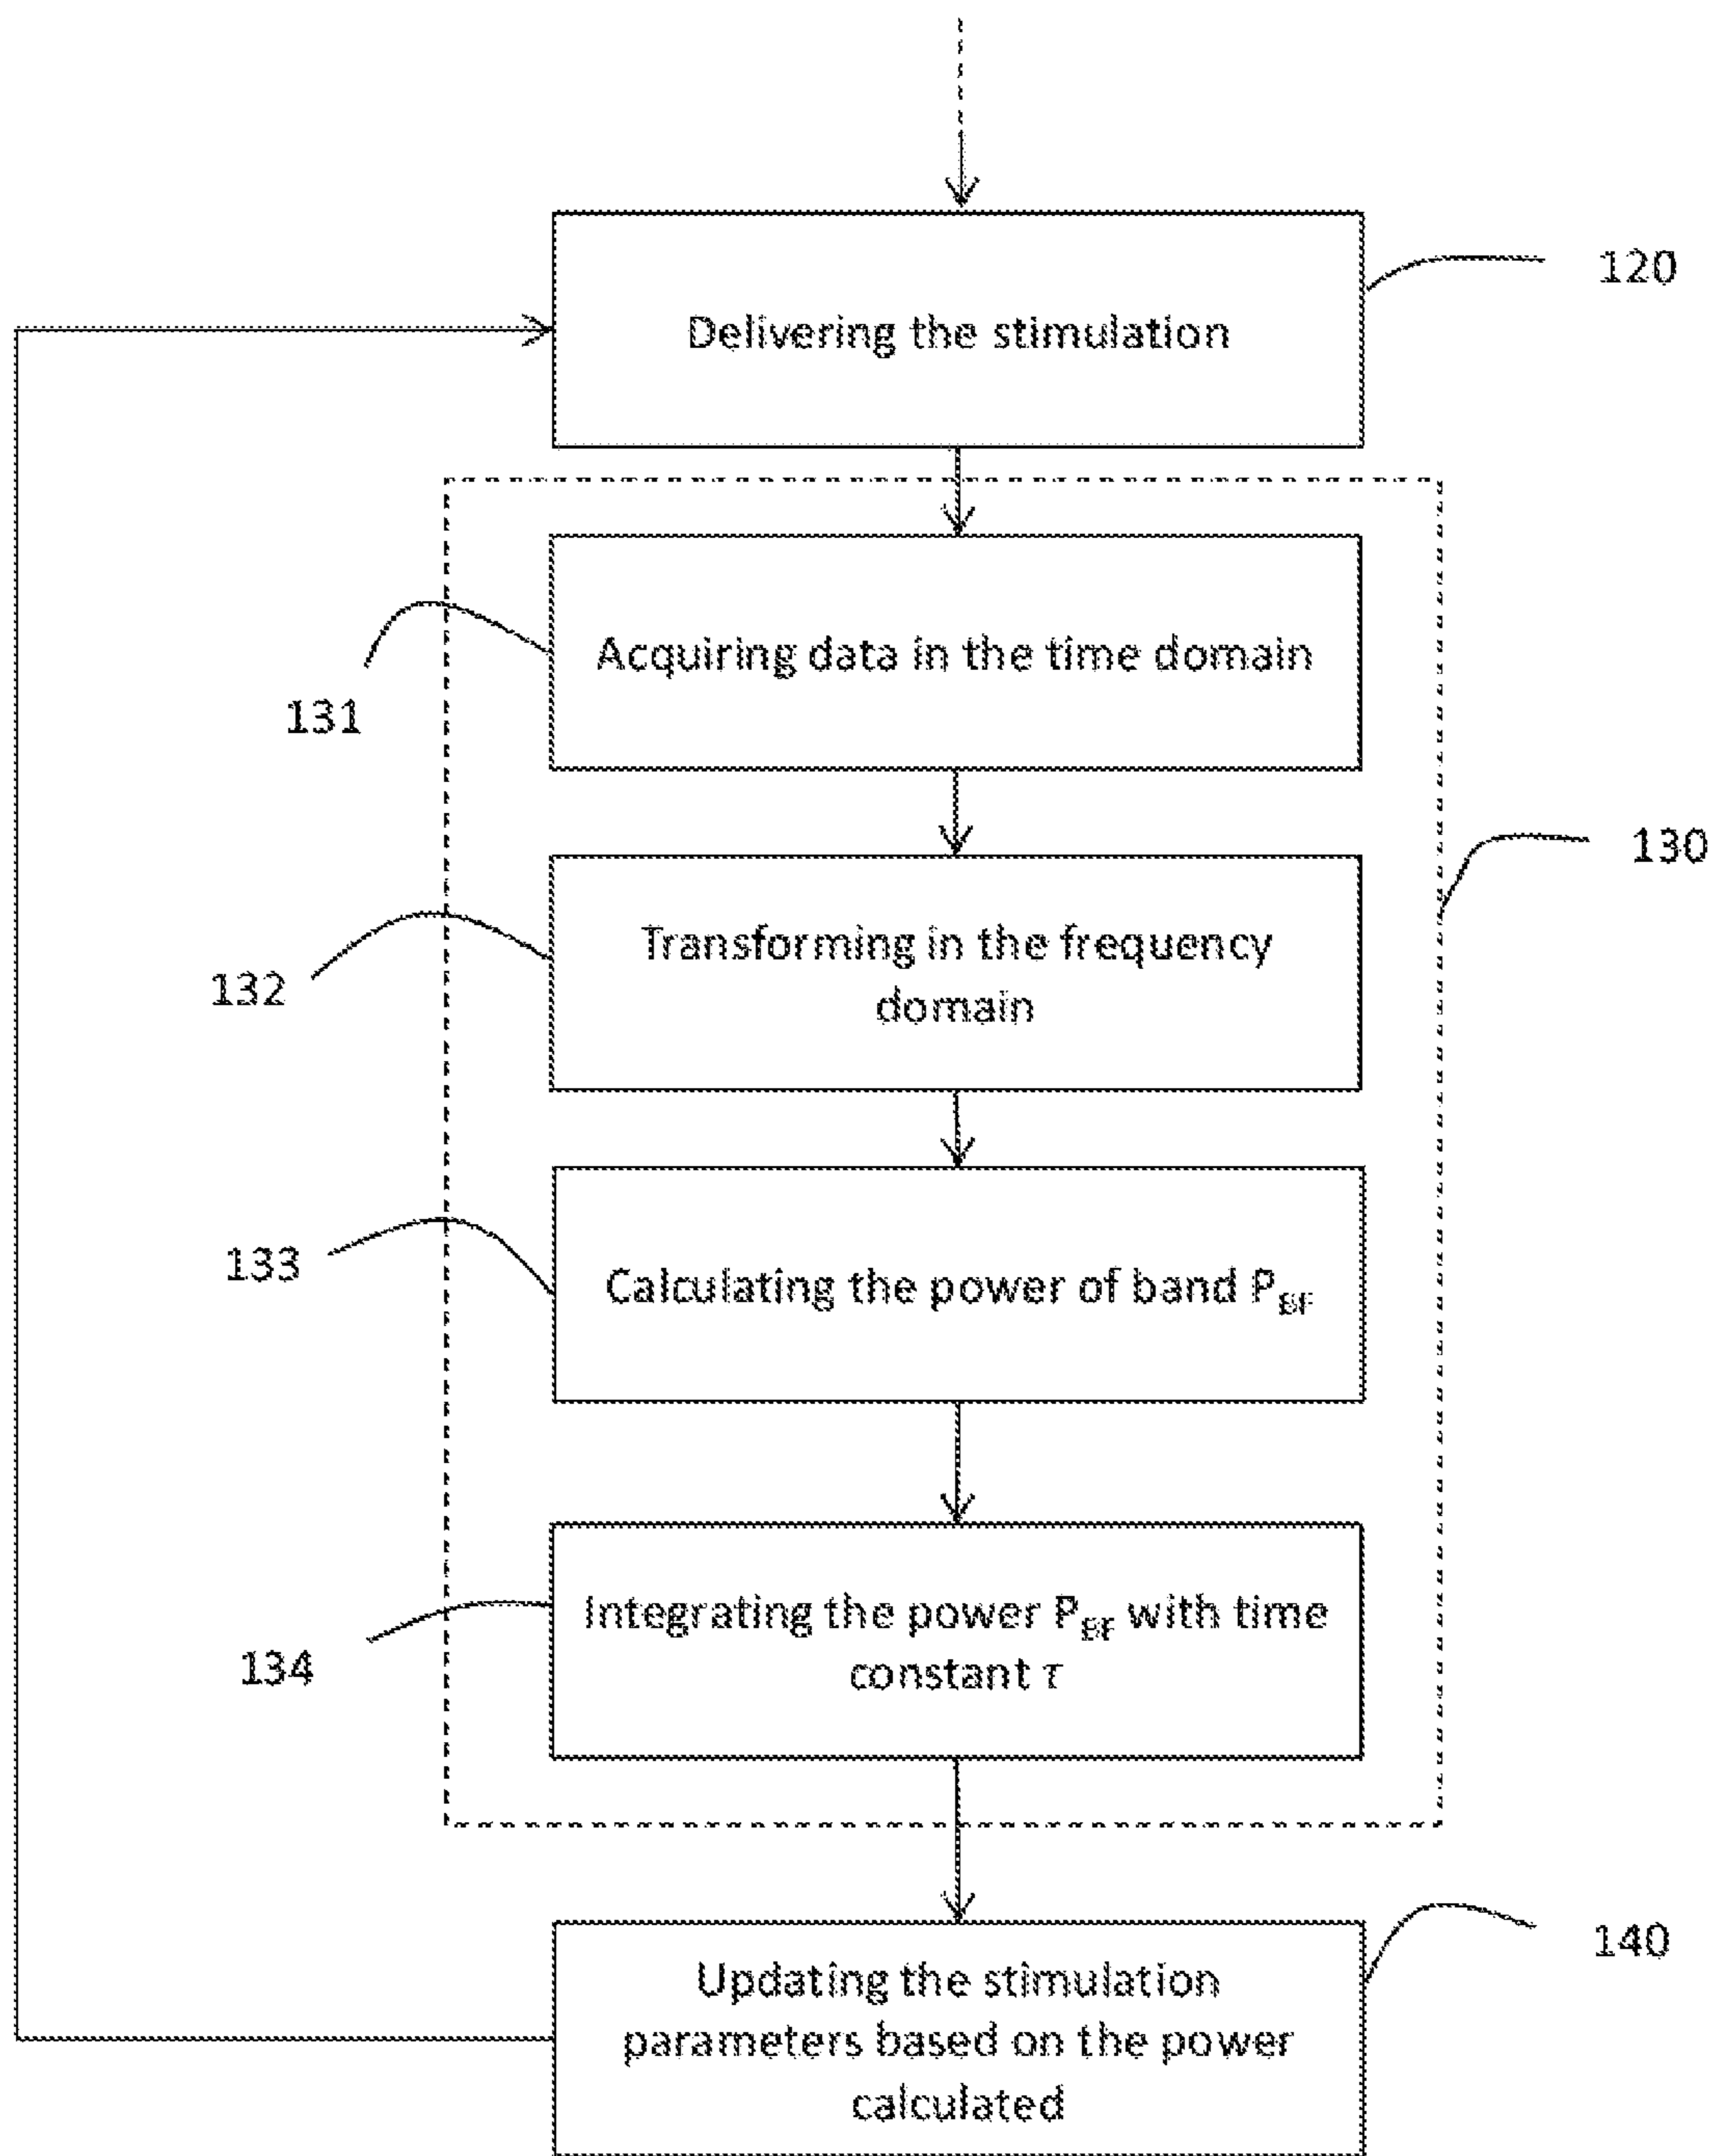 120
Delivering the stimulation
Acquiring data in the time domain
131
130
Transforming in the frequency
domain
132
133
Calculating the power of band P_BF
Integrating the power P_BF with time
constant τ
134
140
Updating the stimulation
parameters based on the power
calculated